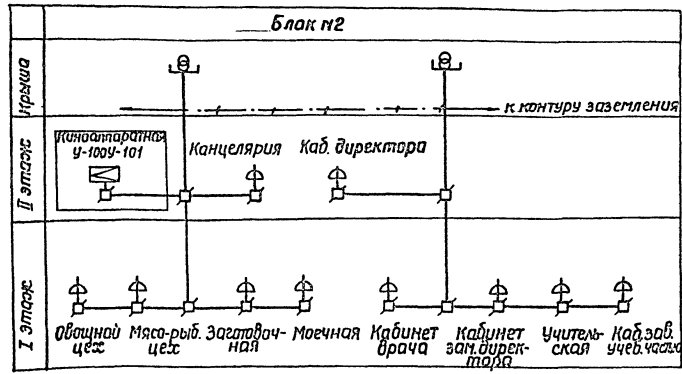 Блок №2
Крыша
к контуру заземления
II этаж
Киноаппаратная
У-100У-101
Канцелярия
Каб. директора
I этаж
Овощной
цех
Мясо-рыб.
цех
Заготовоч-
ная
Моечная
Кабинет
врача
Кабинет
зам. дирек-
тора
Учитель-
ская
Каб. зав.
учеб. частью